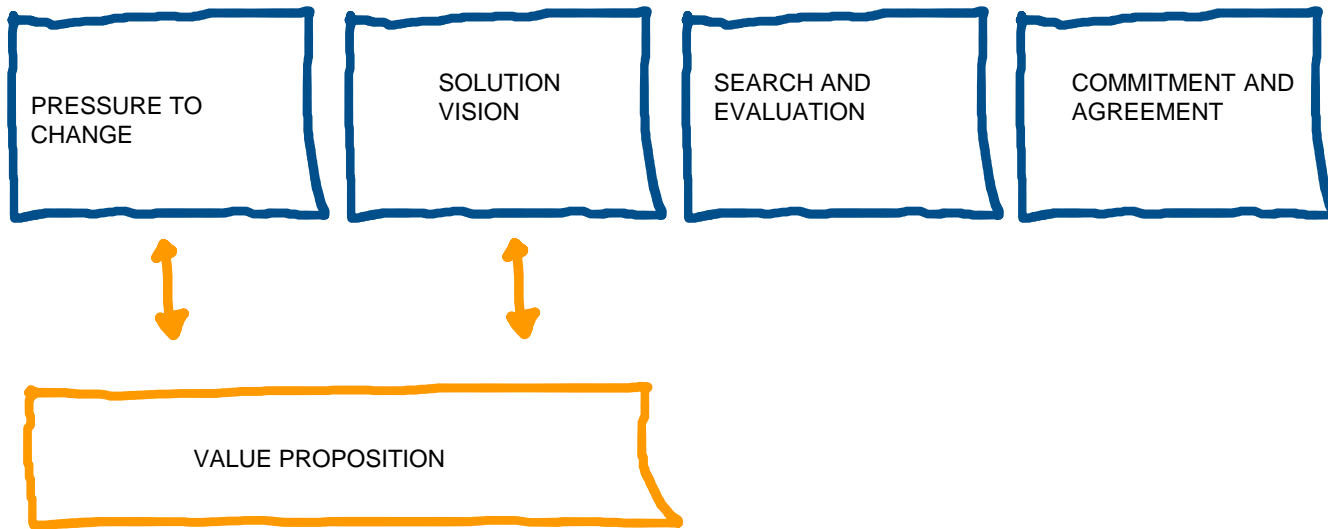 PRESSURE TO
CHANGE
SOLUTION
VISION
SEARCH AND
EVALUATION
COMMITMENT AND
AGREEMENT
VALUE PROPOSITION